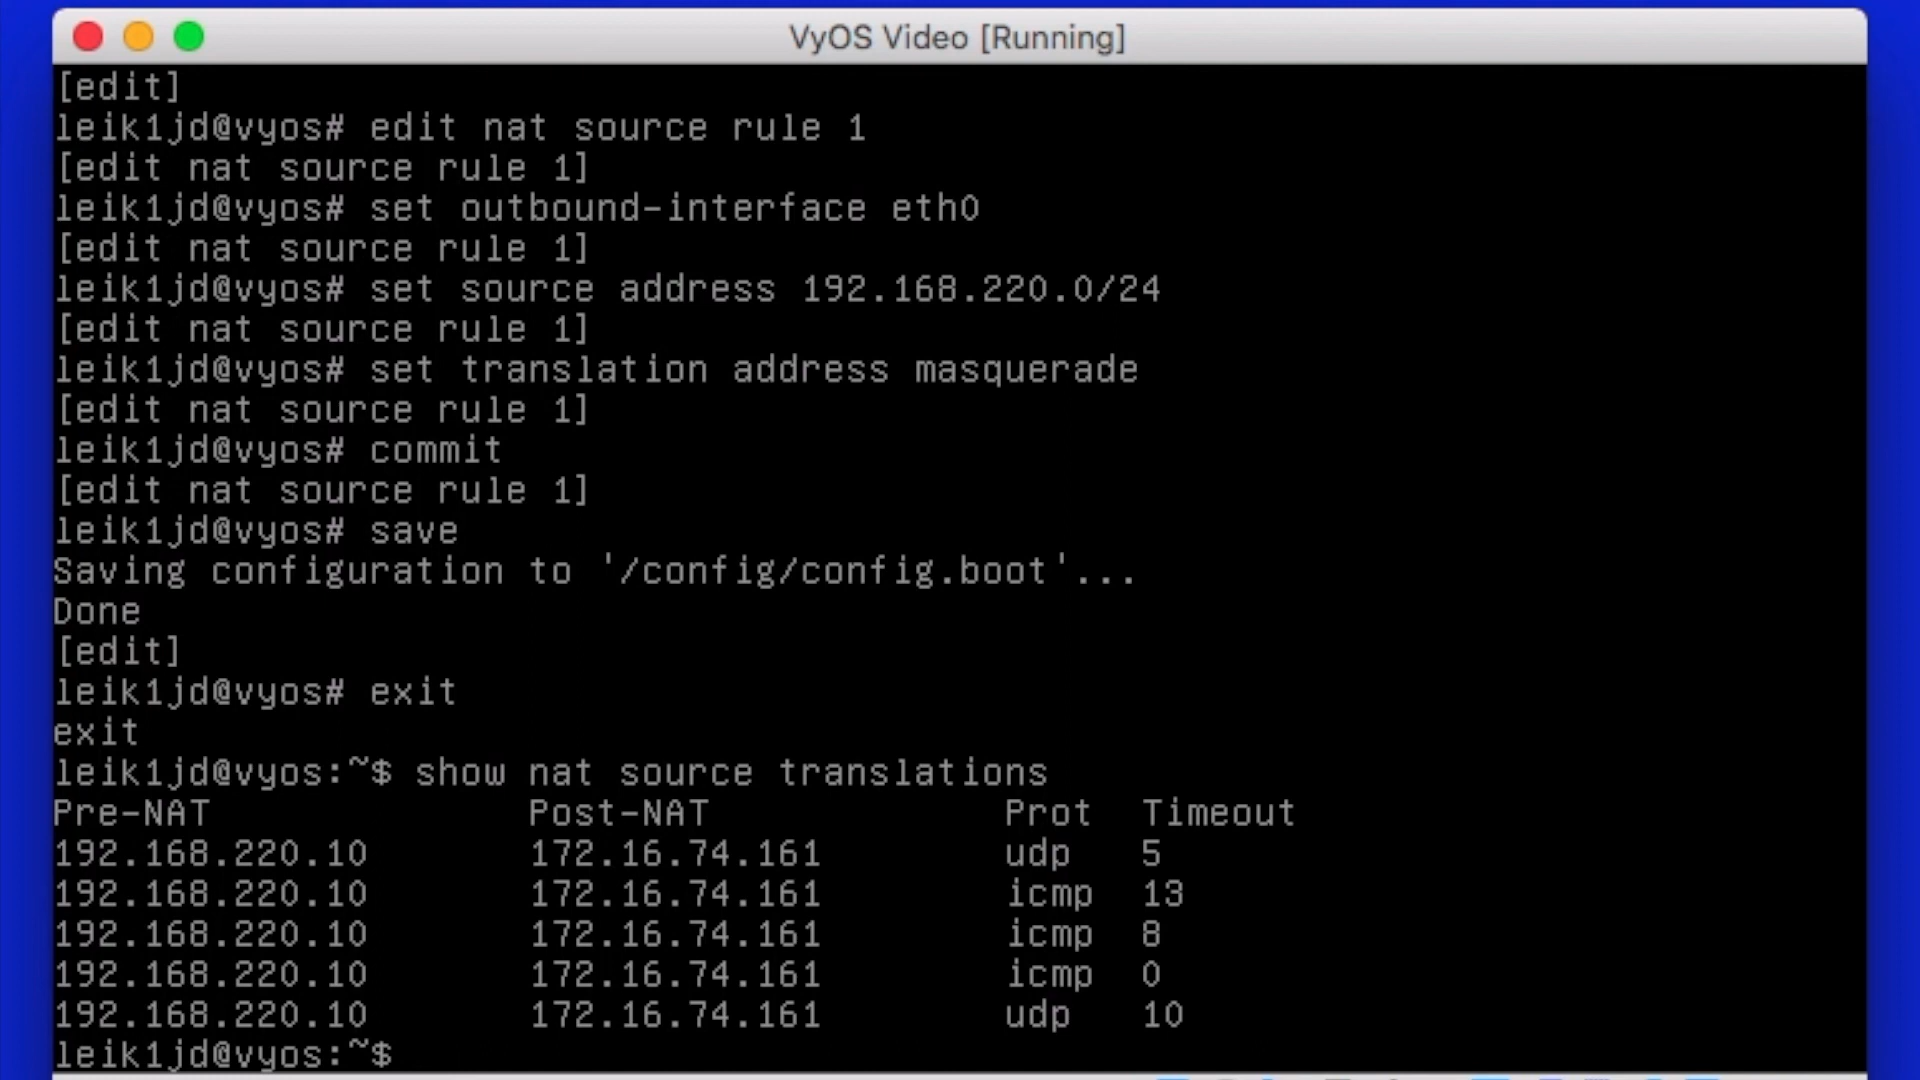 VyOS Video [Running]
[edit]
leik1jd@vyos# edit nat source rule 1
[edit nat source rule 1]
leik1jd@vyos# set outbound-interface eth0
[edit nat source rule 1]
leik1jd@vyos# set source address 192.168.220.0/24
[edit nat source rule 1]
leik1jd@vyos# set translation address masquerade
[edit nat source rule 1]
leik1jd@vyos# commit
[edit nat source rule 1]
leik1jd@vyos# save
Saving configuration to '/config/config.boot'...
Done
[edit]
leik1jd@vyos# exit
exit
leik1jd@vyos:~$ show nat source translations
Pre-NAT Post-NAT Prot Timeout
192.168.220.10 172.16.74.161 udp 5
192.168.220.10 172.16.74.161 icmp 13
192.168.220.10 172.16.74.161 icmp 8
192.168.220.10 172.16.74.161 icmp 0
192.168.220.10 172.16.74.161 udp 10
leik1jd@vyos:~$